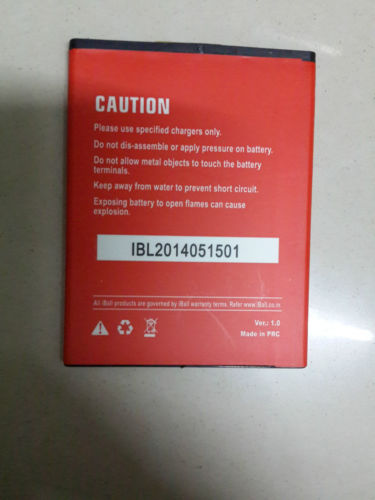 CAUTION
Please use specified chargers only.
Do not dis-assemble or apply pressure on battery.
Do not allow metal objects to touch the battery
terminals.
Keep away from water to prevent short circuit.
Exposing battery to open flames can cause
explosion.
IBL2014051501
All iBall products are governed by iBall warranty terms. Refer www.iBall.co.in
Ver.: 1.0
Made in PRC